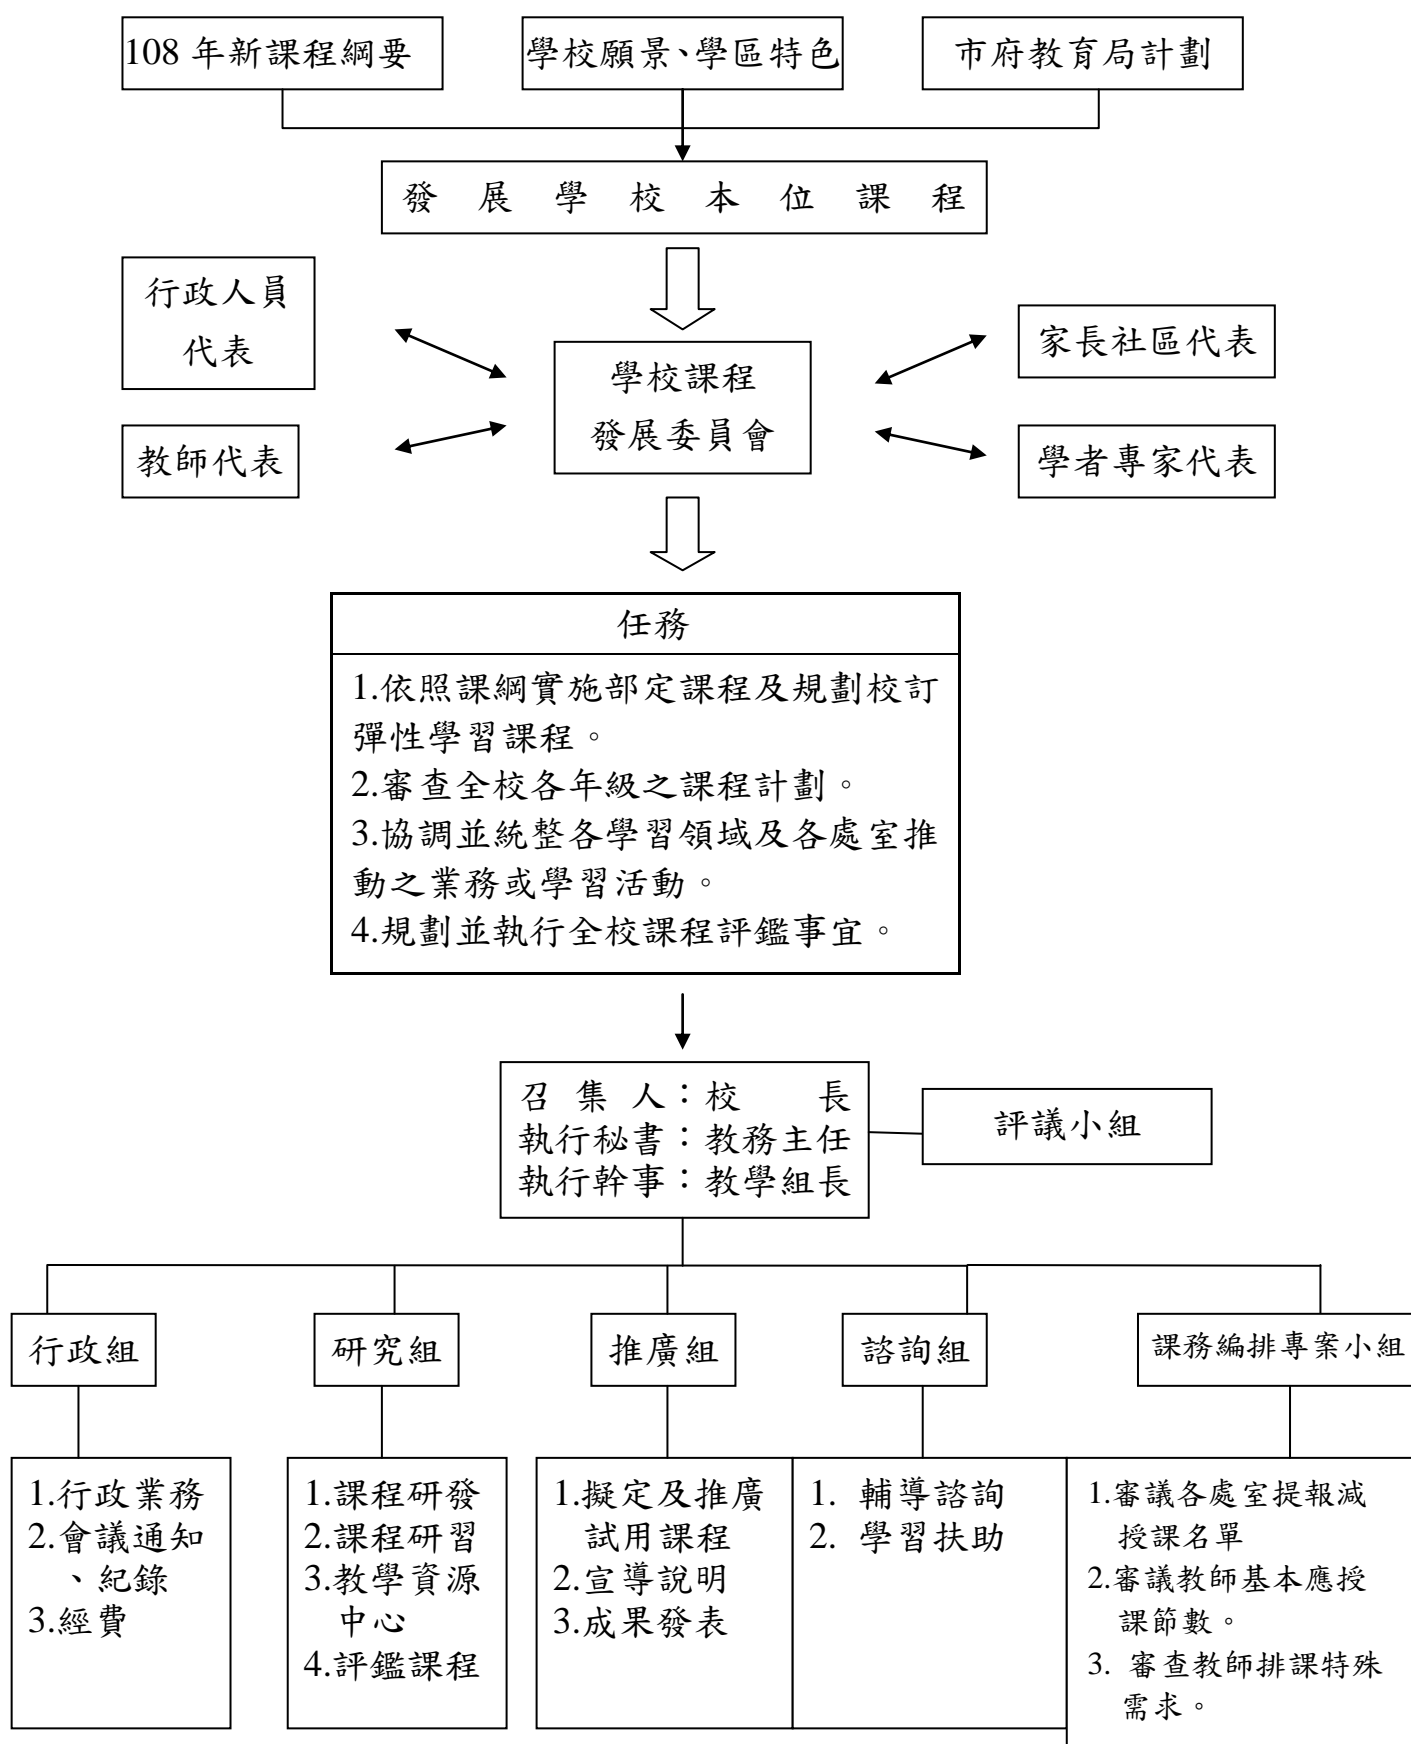 108 年新課程綱要
學校願景、學區特色
市府教育局計劃
發 展 學 校 本 位 課 程
行政人員
代表
家長社區代表
學校課程
發展委員會
教師代表
學者專家代表
任務
1.依照課綱實施部定課程及規劃校訂
彈性學習課程。
2.審查全校各年級之課程計劃。
3.協調並統整各學習領域及各處室推
動之業務或學習活動。
4.規劃並執行全校課程評鑑事宜。
召 集 人：校 長
執行秘書：教務主任
執行幹事：教學組長
評議小組
行政組
研究組
推廣組
諮詢組
課務編排專案小組
1.行政業務
2.會議通知
、紀錄
3.經費
1.課程研發
2.課程研習
3.教學資源
中心
4.評鑑課程
1.擬定及推廣
試用課程
2.宣導說明
3.成果發表
1. 輔導諮詢
2. 學習扶助
1.審議各處室提報減
授課名單
2.審議教師基本應授
課節數。
3. 審查教師排課特殊
需求。